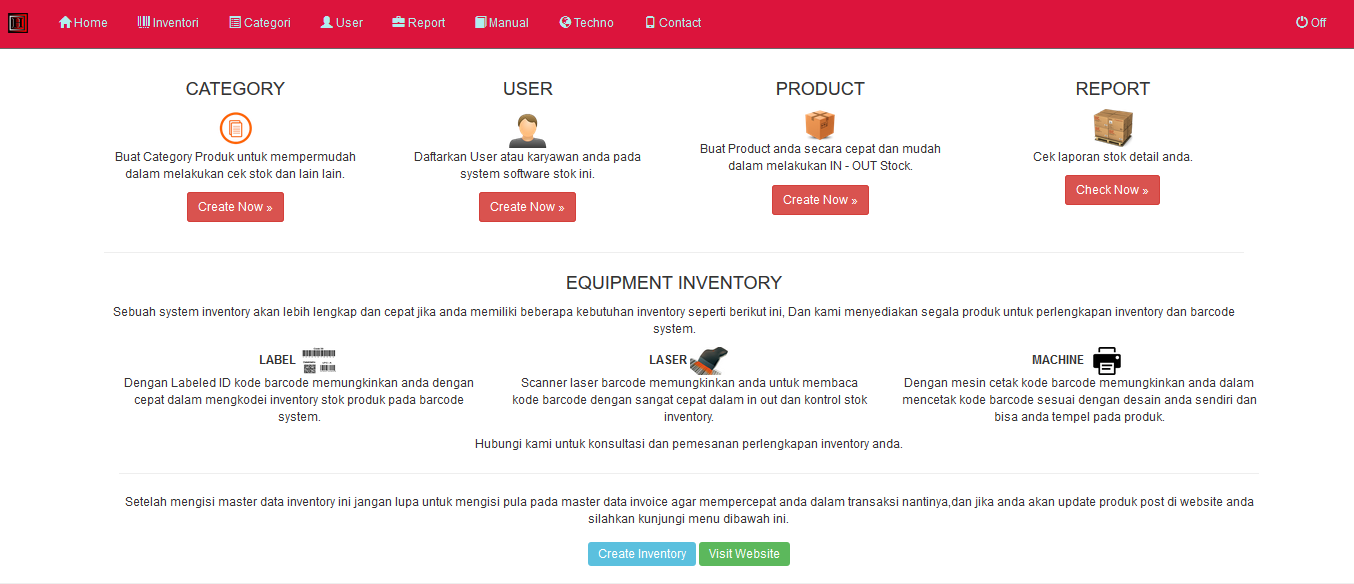 Home Inventori Categori User Report Manual Techno Contact Off
CATEGORY
Buat Category Produk untuk mempermudah
dalam melakukan cek stok dan lain lain.
Create Now »
USER
Daftarkan User atau karyawan anda pada
system software stok ini.
Create Now »
PRODUCT
Buat Product anda secara cepat dan mudah
dalam melakukan IN - OUT Stock.
Create Now »
REPORT
Cek laporan stok detail anda.
Check Now »
EQUIPMENT INVENTORY
Sebuah system inventory akan lebih lengkap dan cepat jika anda memiliki beberapa kebutuhan inventory seperti berikut ini, Dan kami menyediakan segala produk untuk perlengkapan inventory dan barcode
system.
LABEL
Dengan Labeled ID kode barcode memungkinkan anda dengan
cepat dalam mengkodei inventory stok produk pada barcode
system.
LASER
Scanner laser barcode memungkinkan anda untuk membaca
kode barcode dengan sangat cepat dalam in out dan kontrol stok
inventory.
MACHINE
Dengan mesin cetak kode barcode memungkinkan anda dalam
mencetak kode barcode sesuai dengan desain anda sendiri dan
bisa anda tempel pada produk.
Hubungi kami untuk konsultasi dan pemesanan perlengkapan inventory anda.
Setelah mengisi master data inventory ini jangan lupa untuk mengisi pula pada master data invoice agar mempercepat anda dalam transaksi nantinya,dan jika anda akan update produk post di website anda
silahkan kunjungi menu dibawah ini.
Create Inventory Visit Website